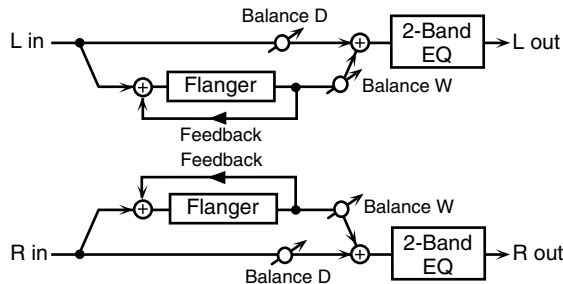 Balance D
L in
2-Band
EQ
L out
Flanger
Balance W
Feedback
Feedback
Flanger
Balance W
R in
2-Band
EQ
R out
Balance D